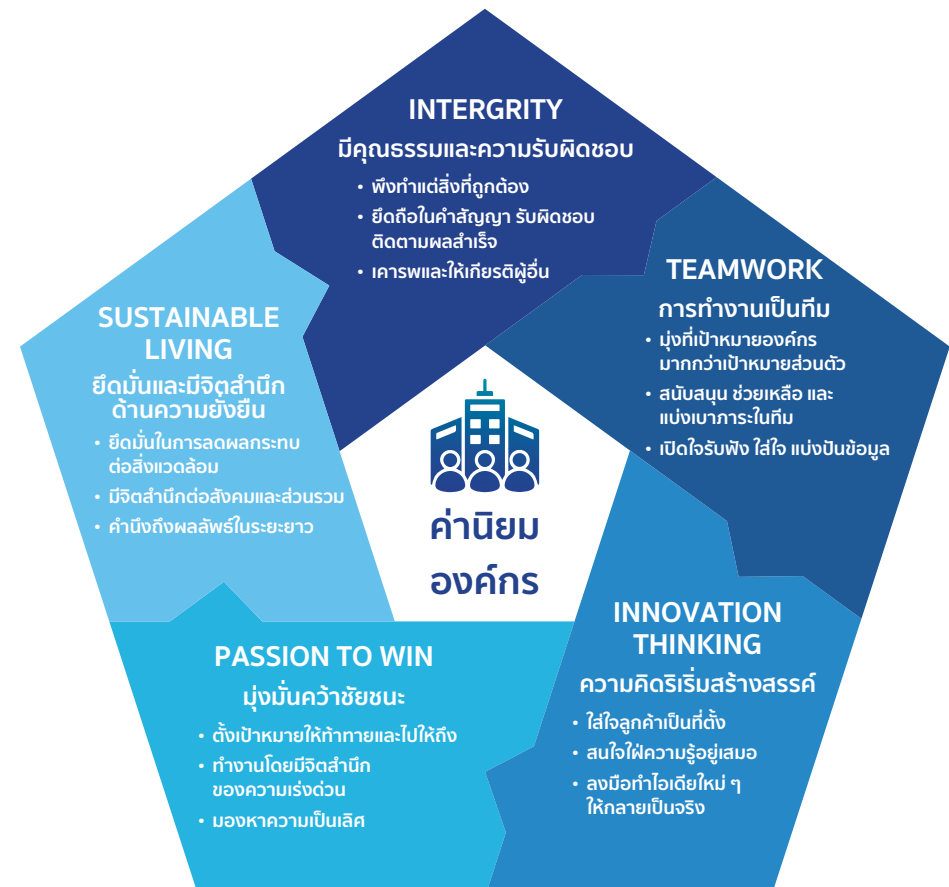 INTERGRITY
มีคุณธรรมและความรับผิดชอบ
• พึงทำแต่สิ่งที่ถูกต้อง
• ยึดถือในคำสัญญา รับผิดชอบ
ติดตามผลสำเร็จ
• เคารพและให้เกียรติผู้อื่น
TEAMWORK
การทำงานเป็นทีม
• มุ่งที่เป้าหมายองค์กร
มากกว่าเป้าหมายส่วนตัว
• สนับสนุน ช่วยเหลือ และ
แบ่งเบาภาระในทีม
• เปิดใจรับฟัง ใส่ใจ แบ่งปันข้อมูล
INNOVATION
THINKING
ความคิดริเริ่มสร้างสรรค์
• ใส่ใจลูกค้าเป็นที่ตั้ง
• สนใจใฝ่ความรู้อยู่เสมอ
• ลงมือทำไอเดียใหม่ ๆ
ให้กลายเป็นจริง
PASSION TO WIN
มุ่งมั่นคว้าชัยชนะ
• ตั้งเป้าหมายให้ท้าทายและไปให้ถึง
• ทำงานโดยมีจิตสำนึก
ของความเร่งด่วน
• มองหาความเป็นเลิศ
SUSTAINABLE
LIVING
ยึดมั่นและมีจิตสำนึก
ด้านความยั่งยืน
• ยึดมั่นในการลดผลกระทบ
ต่อสิ่งแวดล้อม
• มีจิตสำนึกต่อสังคมและส่วนรวม
• คำนึงถึงผลลัพธ์ในระยะยาว
ค่านิยม
องค์กร